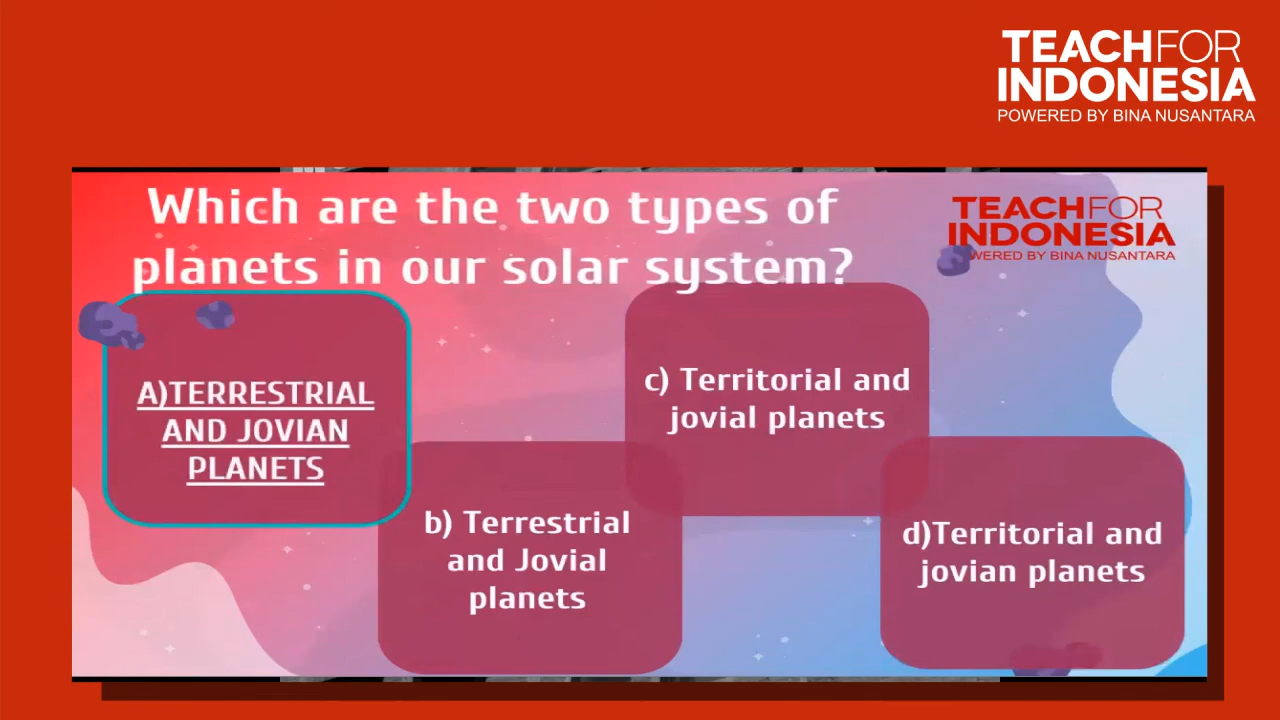 TEACHFOR
INDONESIA
POWERED BY BINA NUSANTARA
Which are the two types of
planets in our solar system?
TEACHFOR
INDONESIA
WERED BY BINA NUSANTARA
A)TERRESTRIAL
AND JOVIAN
PLANETS
b) Terrestrial
and Jovial
planets
c) Territorial and
jovial planets
d)Territorial and
jovian planets